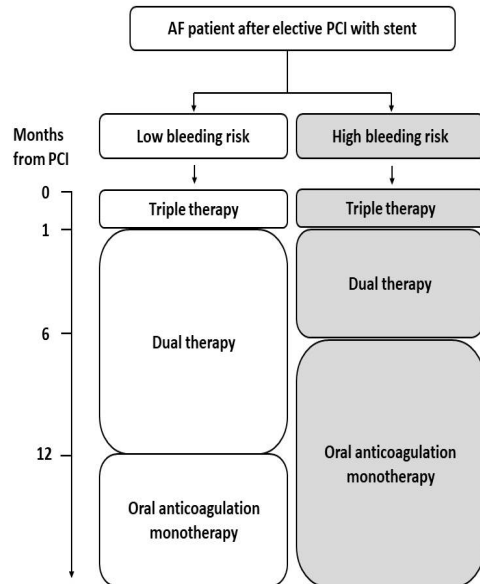 AF patient after elective PCI with stent
Low bleeding risk
High bleeding risk
Months
from PCI
0
Triple therapy
Triple therapy
1
Dual therapy
6
Dual therapy
12
Oral anticoagulation
monotherapy
Oral anticoagulation
monotherapy